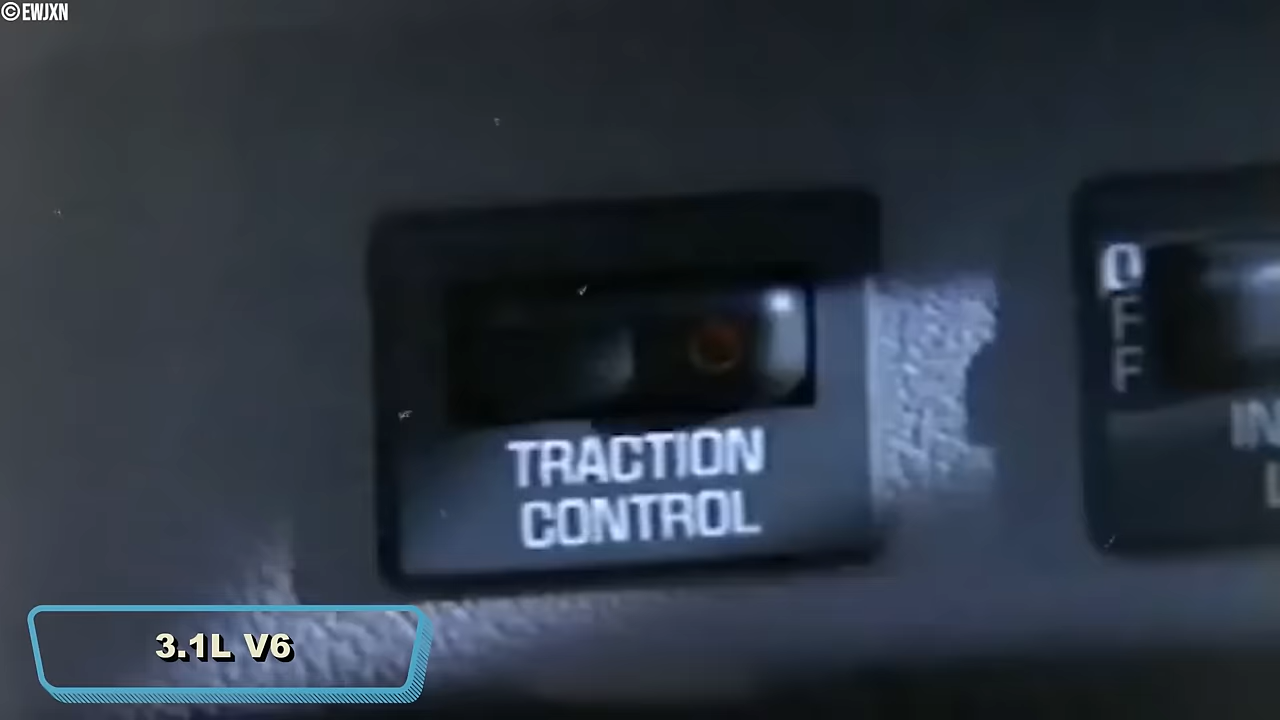 ©EWJXN
TRACTION
CONTROL
OFF
3.1L V6